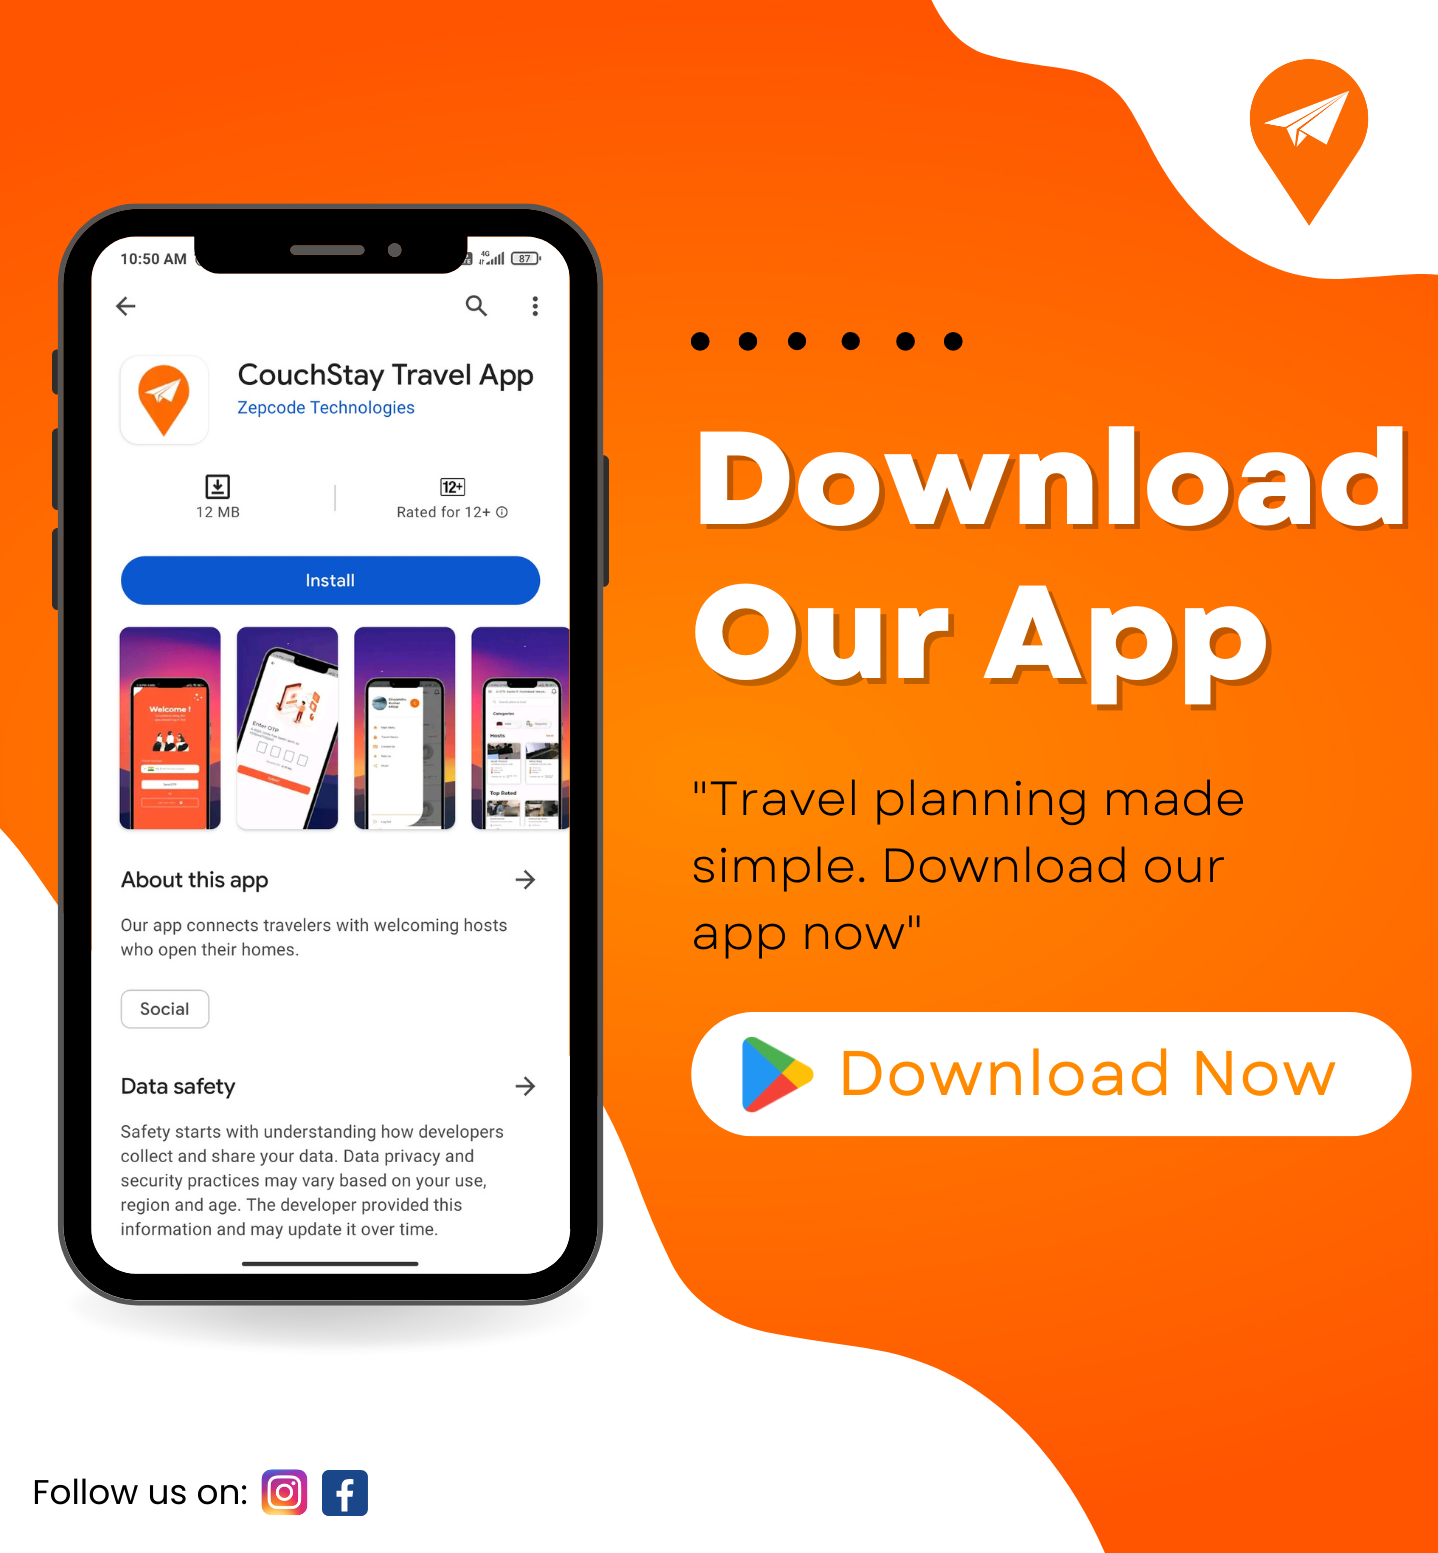 10:50 AM
4G
87
CouchStay Travel App
Zepcode Technologies
12+
12 MB
Rated for 12+
Install
Welcome !
Enter OTP
Categories
Hosts
Top Rated
About this app
Our app connects travelers with welcoming hosts
who open their homes.
Social
Data safety
Safety starts with understanding how developers
collect and share your data. Data privacy and
security practices may vary based on your use,
region and age. The developer provided this
information and may update it over time.
Download
Our App
"Travel planning made
simple. Download our
app now"
Download Now
Follow us on: